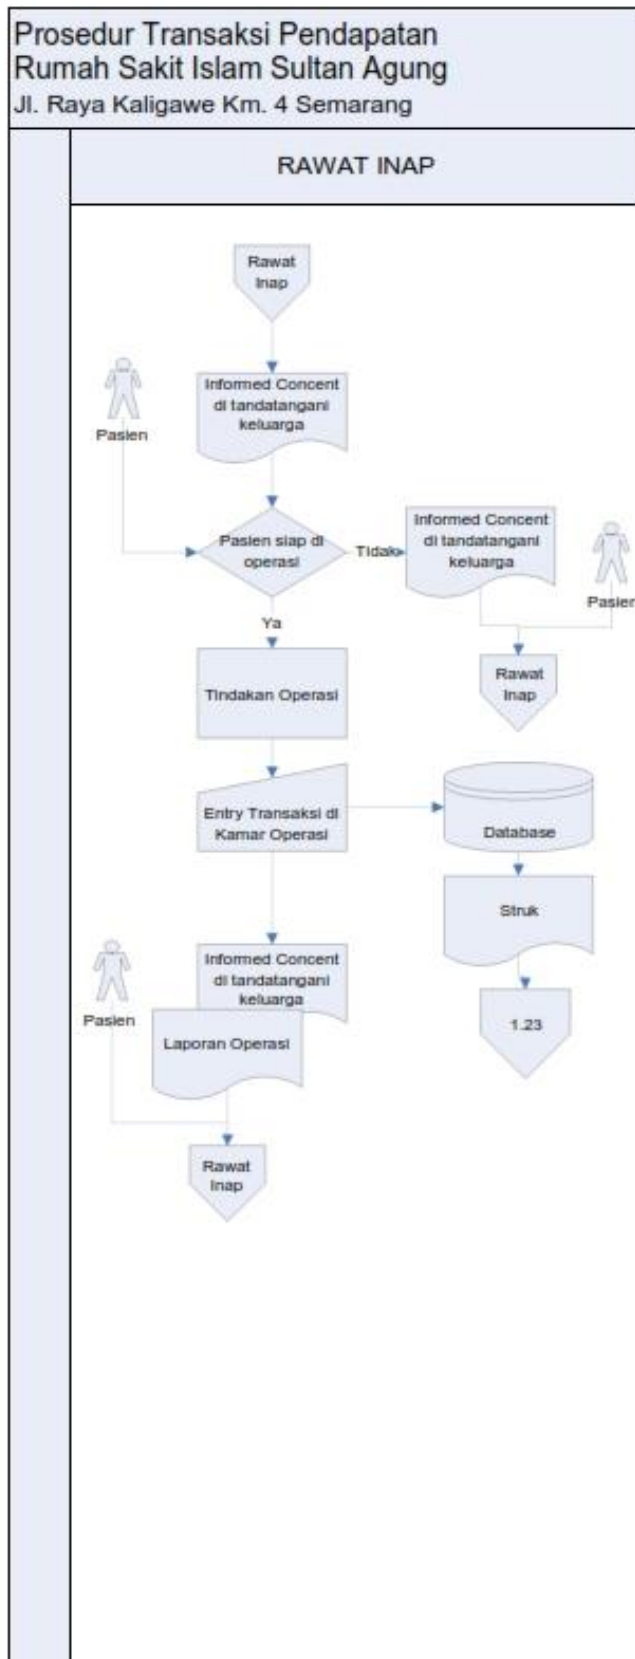 Prosedur Transaksi Pendapatan
Rumah Sakit Islam Sultan Agung
Jl. Raya Kaligawe Km. 4 Semarang
RAWAT INAP
Rawat
Inap
Informed Concent
di tandatangani
keluarga
Pasien
Pasien siap di
operasi
Tidak
Informed Concent
di tandatangani
keluarga
Pasien
Ya
Rawat
Inap
Tindakan Operasi
Entry Transaksi di
Kamar Operasi
Database
Struk
Informed Concent
di tandatangani
keluarga
Pasien
Laporan Operasi
1.23
Rawat
Inap